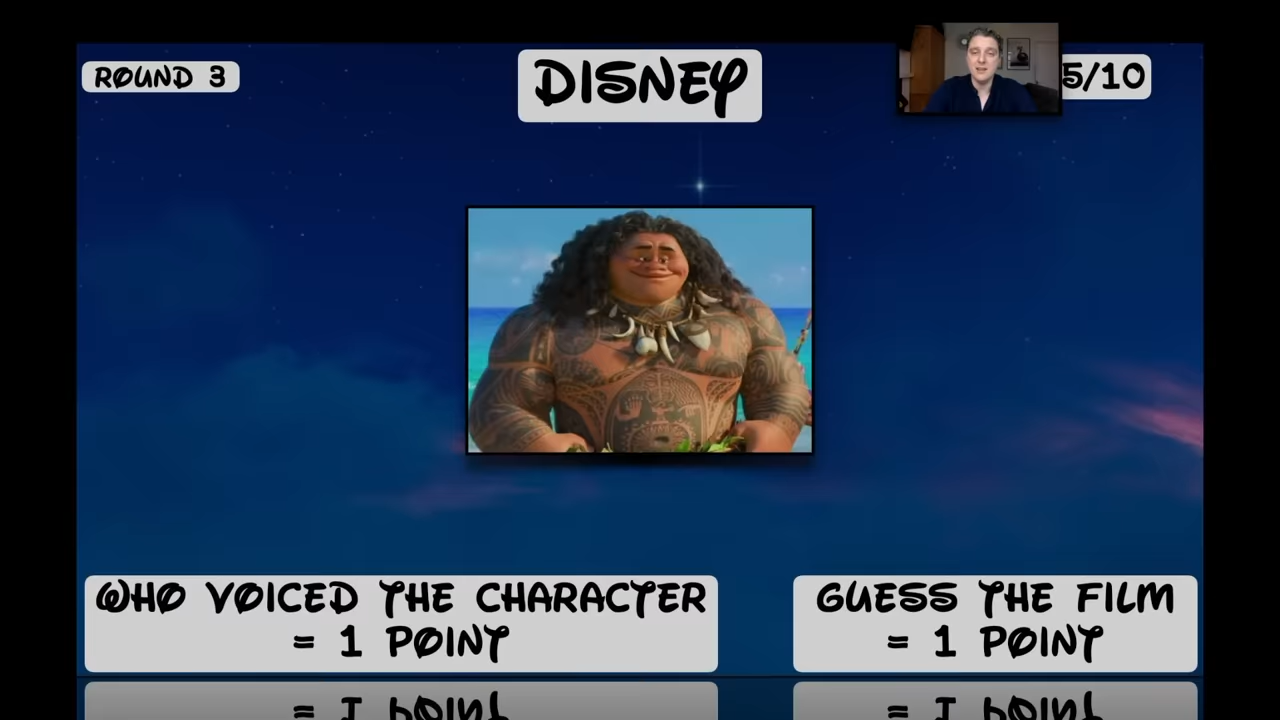 ROUND 3
DISNEY
5/10
WHO VOICED THE CHARACTER
= 1 POINT
GUESS THE FILM
= 1 POINT